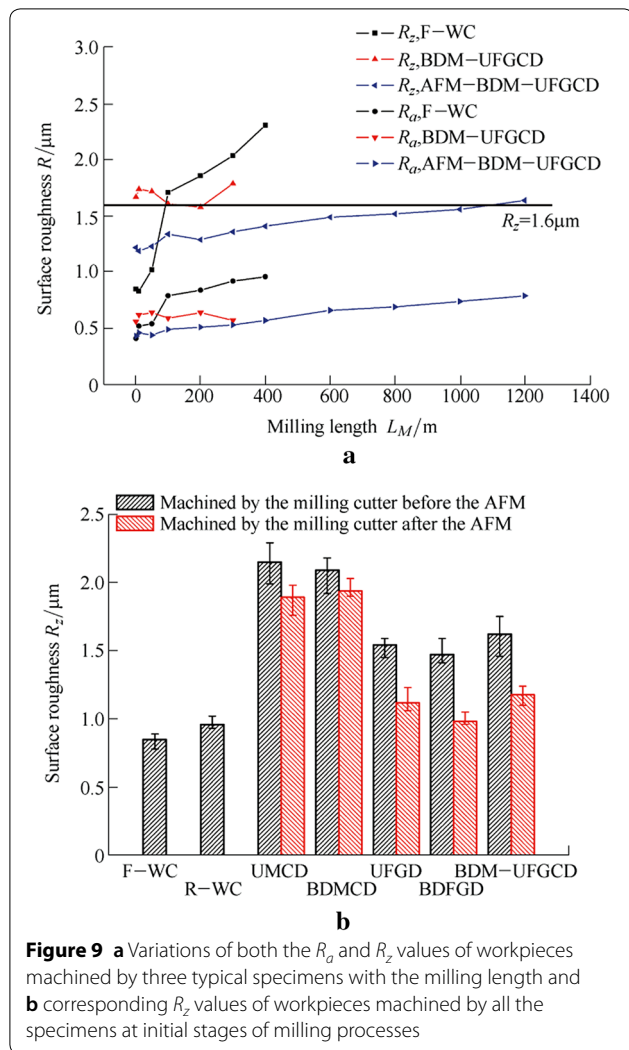 R_z,F−WC
R_z,BDM−UFGCD
R_z,AFM−BDM−UFGCD
R_a,F−WC
R_a,BDM−UFGCD
R_a,AFM−BDM−UFGCD
3.0
2.5
2.0
1.5
1.0
0.5
0
Surface roughness R/μm
R_z=1.6μm
0 200 400 600 800 1000 1200 1400
Milling length L_M/m
a
Machined by the milling cutter before the AFM
Machined by the milling cutter after the AFM
2.5
2.0
1.5
1.0
0.5
0
Surface roughness R_z/μm
F−WC UMCD UFGD BDM−UFGCD
R−WC BDMCD BDFGD
b
Figure 9 a Variations of both the R_a and R_z values of workpieces
machined by three typical specimens with the milling length and
b corresponding R_z values of workpieces machined by all the
specimens at initial stages of milling processes